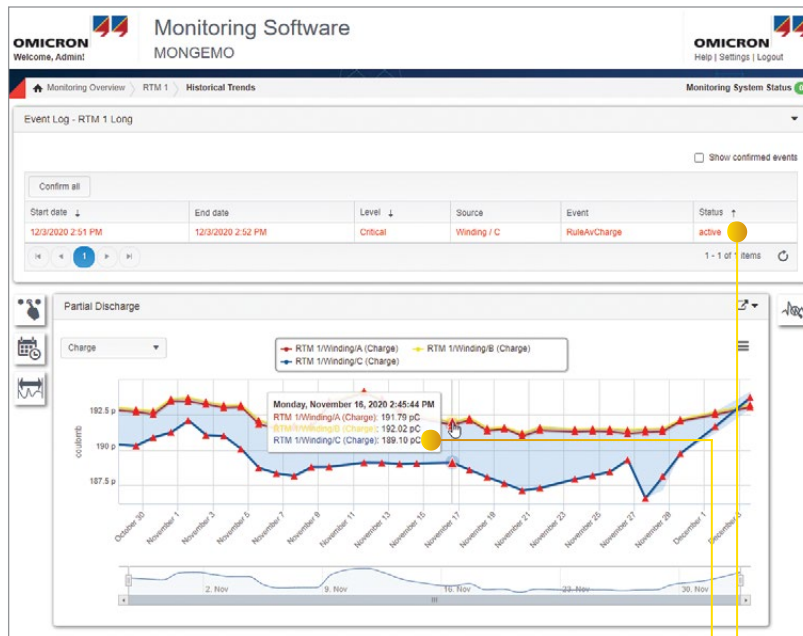 OMICRON
Welcome, Admin!
Monitoring Software
MONGEMO
OMICRON
Help | Settings | Logout
Monitoring Overview RTM 1 Historical Trends
Monitoring System Status
Event Log - RTM 1 Long
Show confirmed events
Confirm all
Start date ↓ End date Level ↓ Source Event Status ↑
12/3/2020 2:51 PM 12/3/2020 2:52 PM Critical Winding / C RuleAvCharge active
1
1 - 1 of 1 items
Partial Discharge
Charge
RTM 1/Winding/A (Charge) RTM 1/Winding/B (Charge)
RTM 1/Winding/C (Charge)
Monday, November 16, 2020 2:45:44 PM
RTM 1/Winding/A (Charge): 191.79 pC
RTM 1/Winding/B (Charge): 192.02 pC
RTM 1/Winding/C (Charge): 189.10 pC
192.5 p
190 p
187.5 p
coulomb
October 30 November 1 November 3 November 5 November 7 November 9 November 11 November 13 November 15 November 17 November 19 November 21 November 23 November 25 November 27 November 29 December 1 December 3
2. Nov 9. Nov 16. Nov 23. Nov 30. Nov